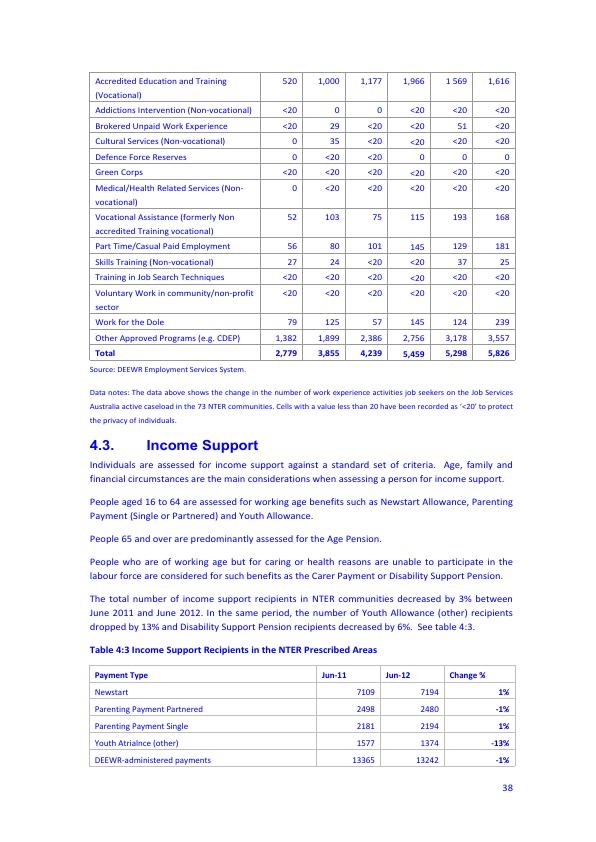 Accredited Education and Training 520 1,000 1,177 1,966 1 569 1,616
(Vocational)
Addictions Intervention (Non-vocational) <20 0 0 <20 <20 <20
Brokered Unpaid Work Experience <20 29 <20 <20 51 <20
Cultural Services (Non-vocational) 0 35 <20 <20 <20 <20
Defence Force Reserves 0 <20 <20 0 0 0
Green Corps <20 <20 <20 <20 <20 <20
Medical/Health Related Services (Non- 0 <20 <20 <20 <20 <20
vocational)
Vocational Assistance (formerly Non 52 103 75 115 193 168
accredited Training vocational)
Part Time/Casual Paid Employment 56 80 101 145 129 181
Skills Training (Non-vocational) 27 24 <20 <20 37 25
Training in Job Search Techniques <20 <20 <20 <20 <20 <20
Voluntary Work in community/non-profit <20 <20 <20 <20 <20 <20
sector
Work for the Dole 79 125 57 145 124 239
Other Approved Programs (e.g. CDEP) 1,382 1,899 2,386 2,756 3,178 3,557
Total 2,779 3,855 4,239 5,459 5,298 5,826
Source: DEEWR Employment Services System.
Data notes: The data above shows the change in the number of work experience activities job seekers on the Job Services
Australia active caseload in the 73 NTER communities. Cells with a value less than 20 have been recorded as '<20' to protect
the privacy of individuals.
4.3. Income Support
Individuals are assessed for income support against a standard set of criteria. Age, family and
financial circumstances are the main considerations when assessing a person for income support.
People aged 16 to 64 are assessed for working age benefits such as Newstart Allowance, Parenting
Payment (Single or Partnered) and Youth Allowance.
People 65 and over are predominantly assessed for the Age Pension.
People who are of working age but for caring or health reasons are unable to participate in the
labour force are considered for such benefits as the Carer Payment or Disability Support Pension.
The total number of income support recipients in NTER communities decreased by 3% between
June 2011 and June 2012. In the same period, the number of Youth Allowance (other) recipients
dropped by 13% and Disability Support Pension recipients decreased by 6%. See table 4:3.
Table 4:3 Income Support Recipients in the NTER Prescribed Areas
Payment Type Jun-11 Jun-12 Change %
Newstart 7109 7194 1%
Parenting Payment Partnered 2498 2480 -1%
Parenting Payment Single 2181 2194 1%
Youth Atrialnce (other) 1577 1374 -13%
DEEWR-administered payments 13365 13242 -1%
38